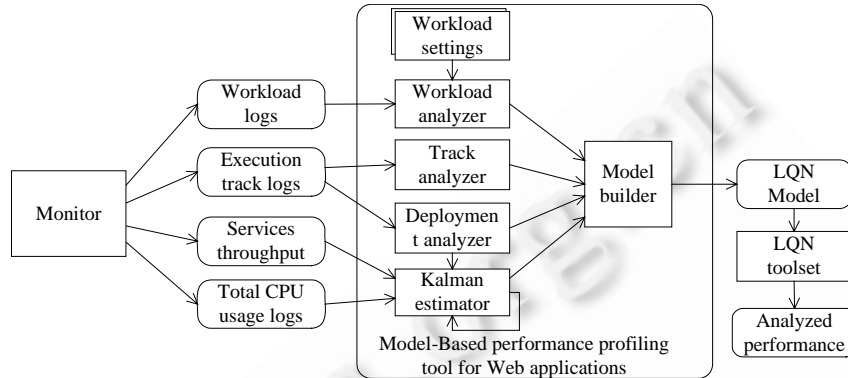 Workload
settings
Workload
logs
Workload
analyzer
Execution
track logs
Track
analyzer
Model
builder
LQN
Model
Monitor
Services
throughput
Deploymen
t analyzer
LQN
toolset
Total CPU
usage logs
Kalman
estimator
Analyzed
performance
Model-Based performance profiling
tool for Web applications